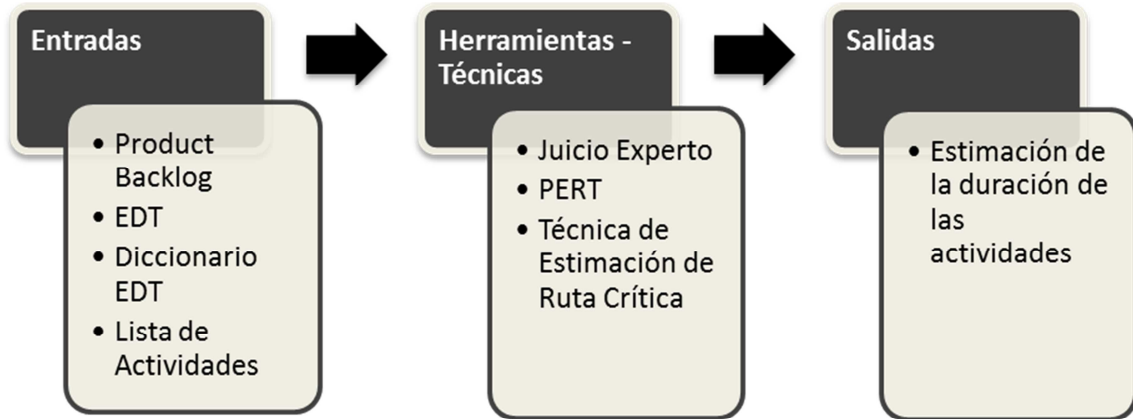 Entradas
• Product
Backlog
• EDT
• Diccionario
EDT
• Lista de
Actividades
Herramientas -
Técnicas
• Juicio Experto
• PERT
• Técnica de
Estimación de
Ruta Crítica
Salidas
• Estimación de
la duración de
las
actividades